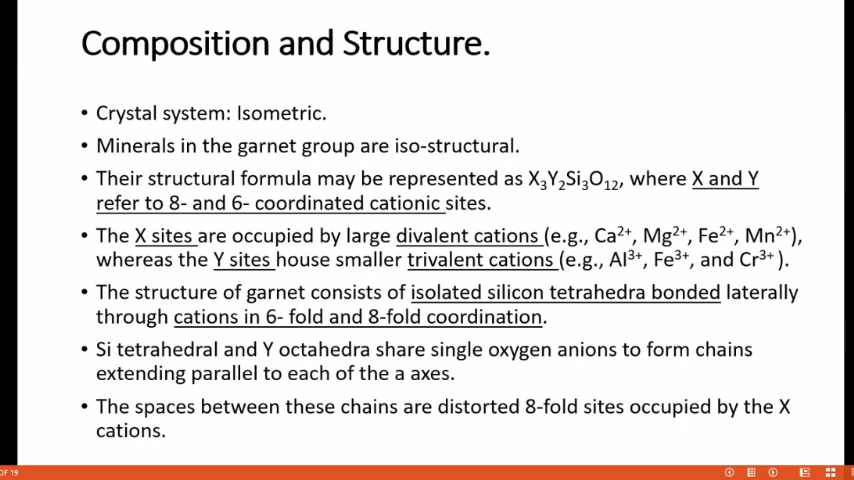 Composition and Structure.
• Crystal system: Isometric.
• Minerals in the garnet group are iso-structural.
• Their structural formula may be represented as X₃Y₂Si₃O₁₂, where X and Y
refer to 8- and 6- coordinated cationic sites.
• The X sites are occupied by large divalent cations (e.g., Ca²⁺, Mg²⁺, Fe²⁺, Mn²⁺),
whereas the Y sites house smaller trivalent cations (e.g., Al³⁺, Fe³⁺, and Cr³⁺ ).
• The structure of garnet consists of isolated silicon tetrahedra bonded laterally
through cations in 6- fold and 8-fold coordination.
• Si tetrahedral and Y octahedra share single oxygen anions to form chains
extending parallel to each of the a axes.
• The spaces between these chains are distorted 8-fold sites occupied by the X
cations.
OF 19